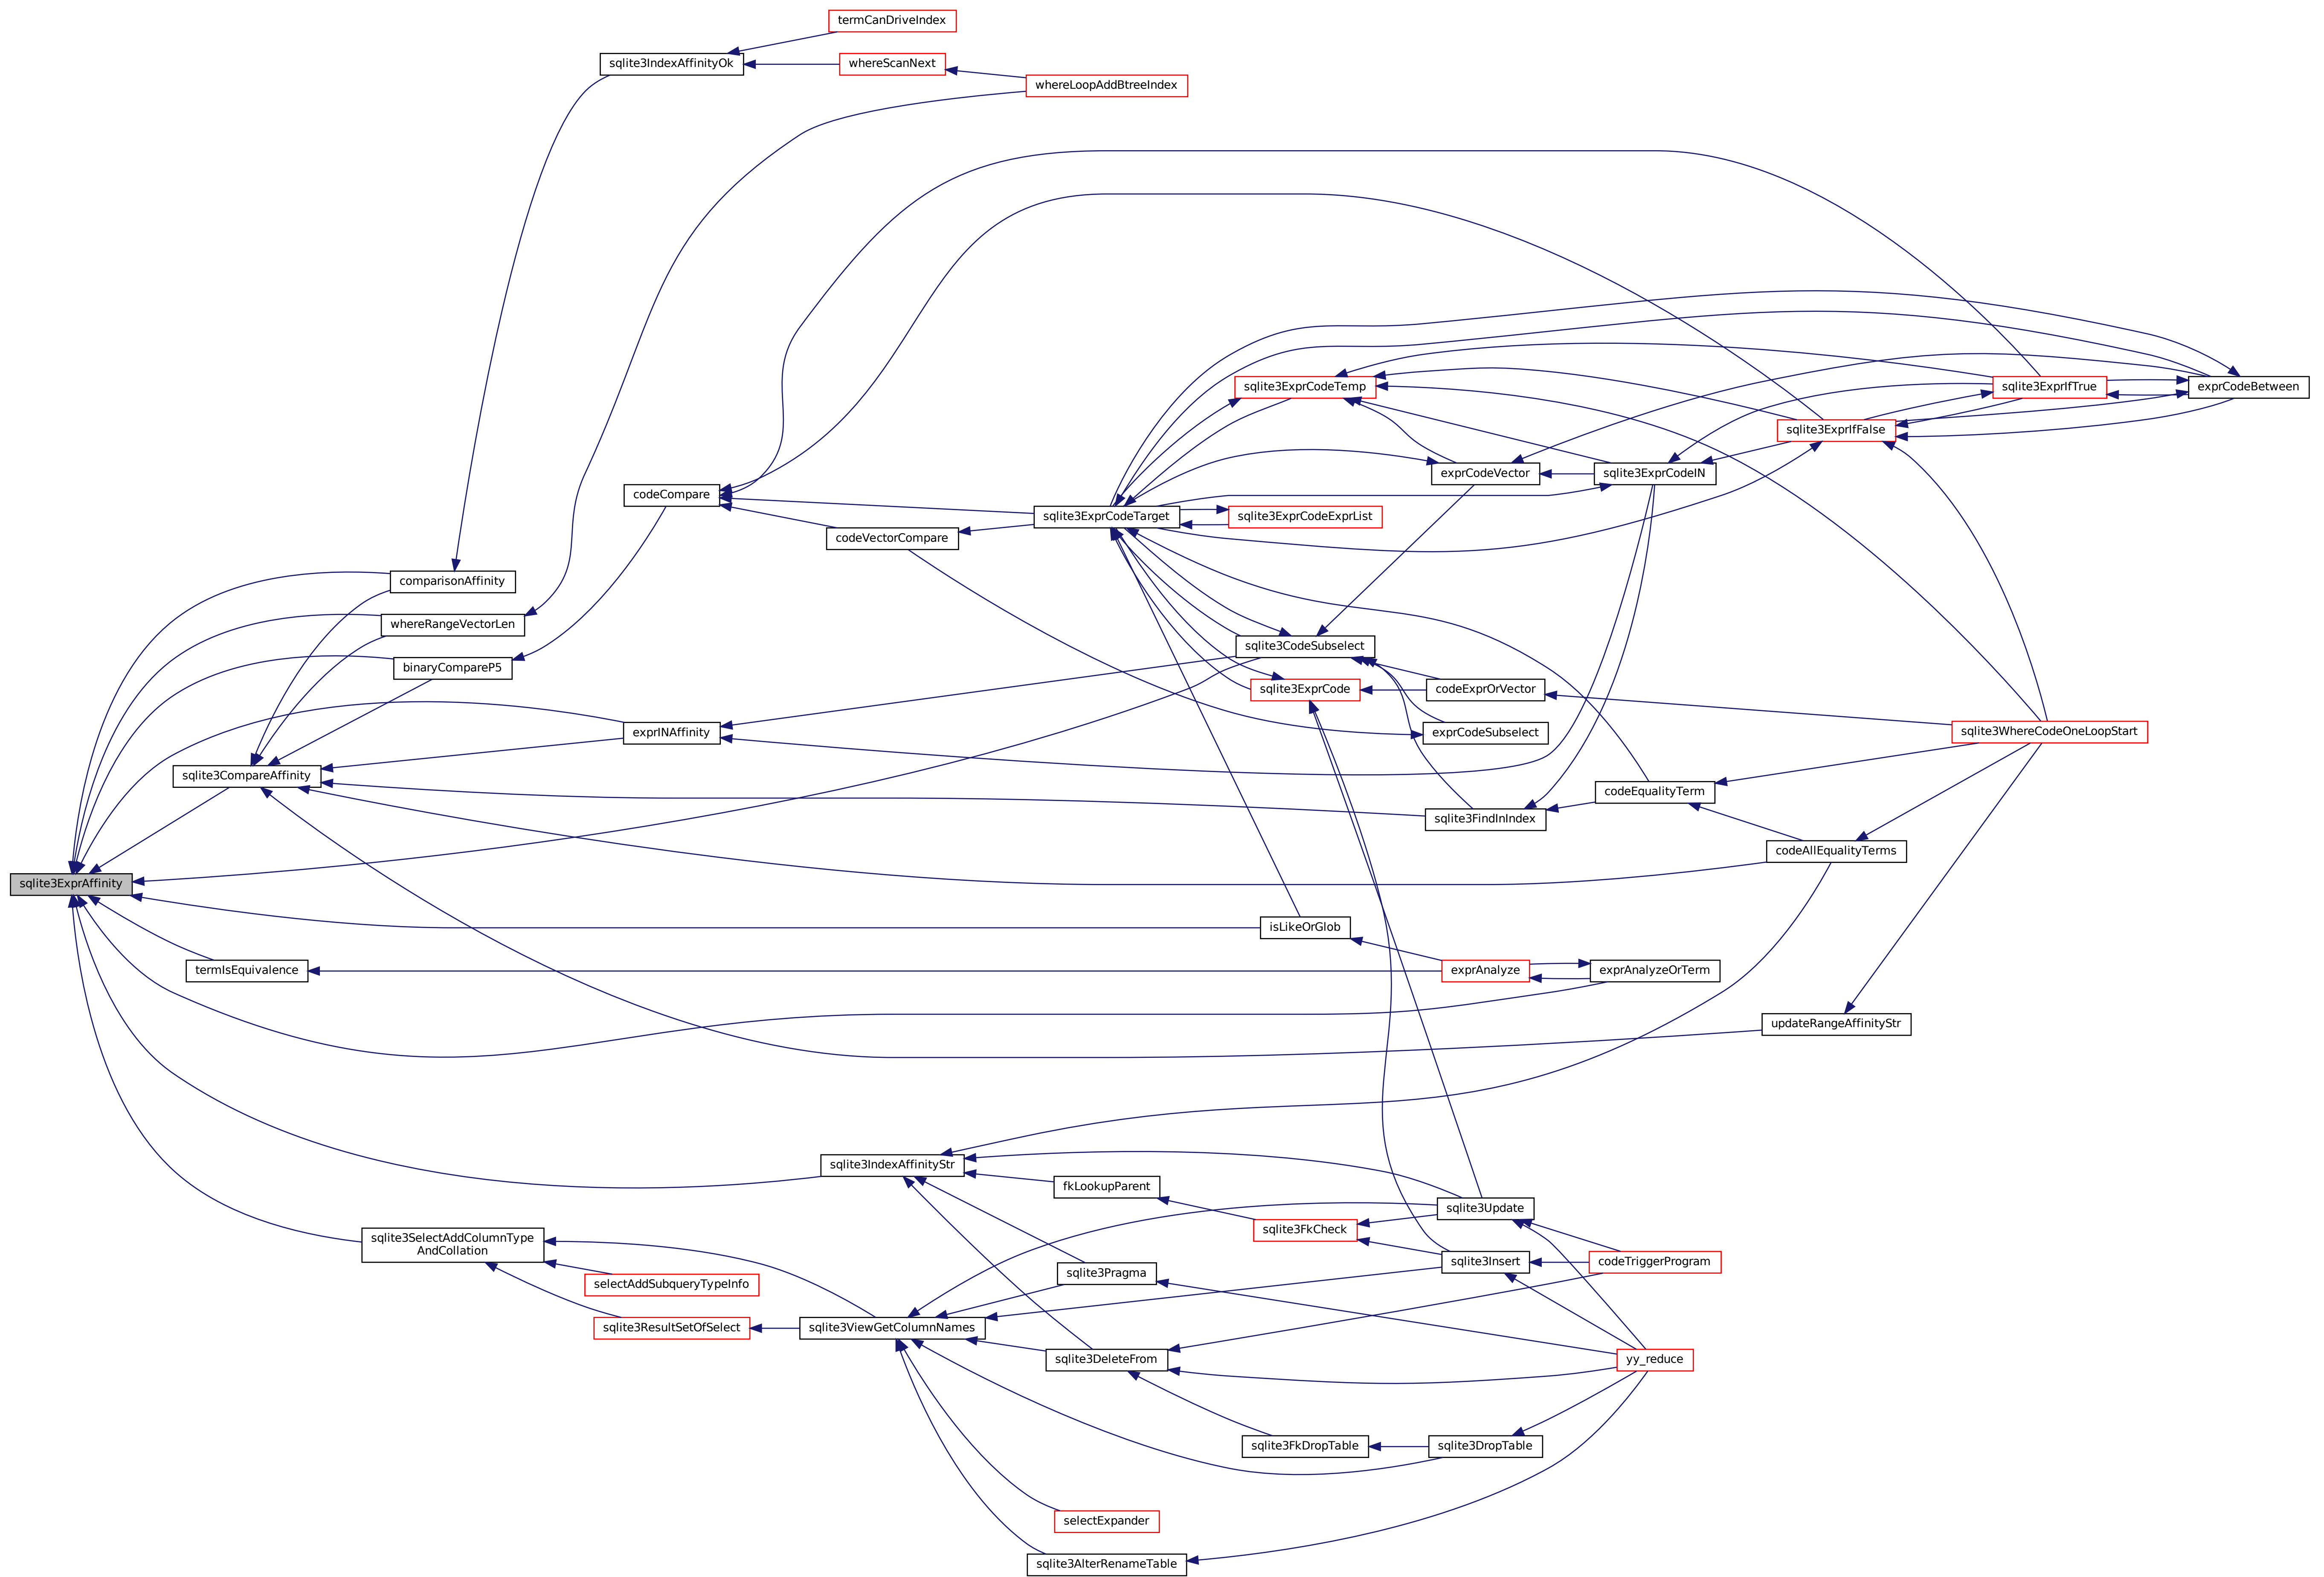 termCanDriveIndex
sqlite3IndexAffinityOk
whereScanNext
whereLoopAddBtreeIndex
sqlite3ExprCodeTemp
sqlite3ExprIfTrue
exprCodeBetween
sqlite3ExprIfFalse
exprCodeVector
sqlite3ExprCodeIN
codeCompare
sqlite3ExprCodeTarget
sqlite3ExprCodeExprList
codeVectorCompare
comparisonAffinity
whereRangeVectorLen
sqlite3CodeSubselect
binaryCompareP5
sqlite3ExprCode
codeExprOrVector
exprINAffinity
exprCodeSubselect
sqlite3WhereCodeOneLoopStart
sqlite3CompareAffinity
codeEqualityTerm
sqlite3FindInIndex
codeAllEqualityTerms
sqlite3ExprAffinity
isLikeOrGlob
termIsEquivalence
exprAnalyze
exprAnalyzeOrTerm
updateRangeAffinityStr
sqlite3IndexAffinityStr
fkLookupParent
sqlite3Update
sqlite3FkCheck
sqlite3SelectAddColumnType
AndCollation
sqlite3Insert
codeTriggerProgram
sqlite3Pragma
selectAddSubqueryTypeInfo
sqlite3ResultSetOfSelect
sqlite3ViewGetColumnNames
sqlite3DeleteFrom
yy_reduce
sqlite3FkDropTable
sqlite3DropTable
selectExpander
sqlite3AlterRenameTable